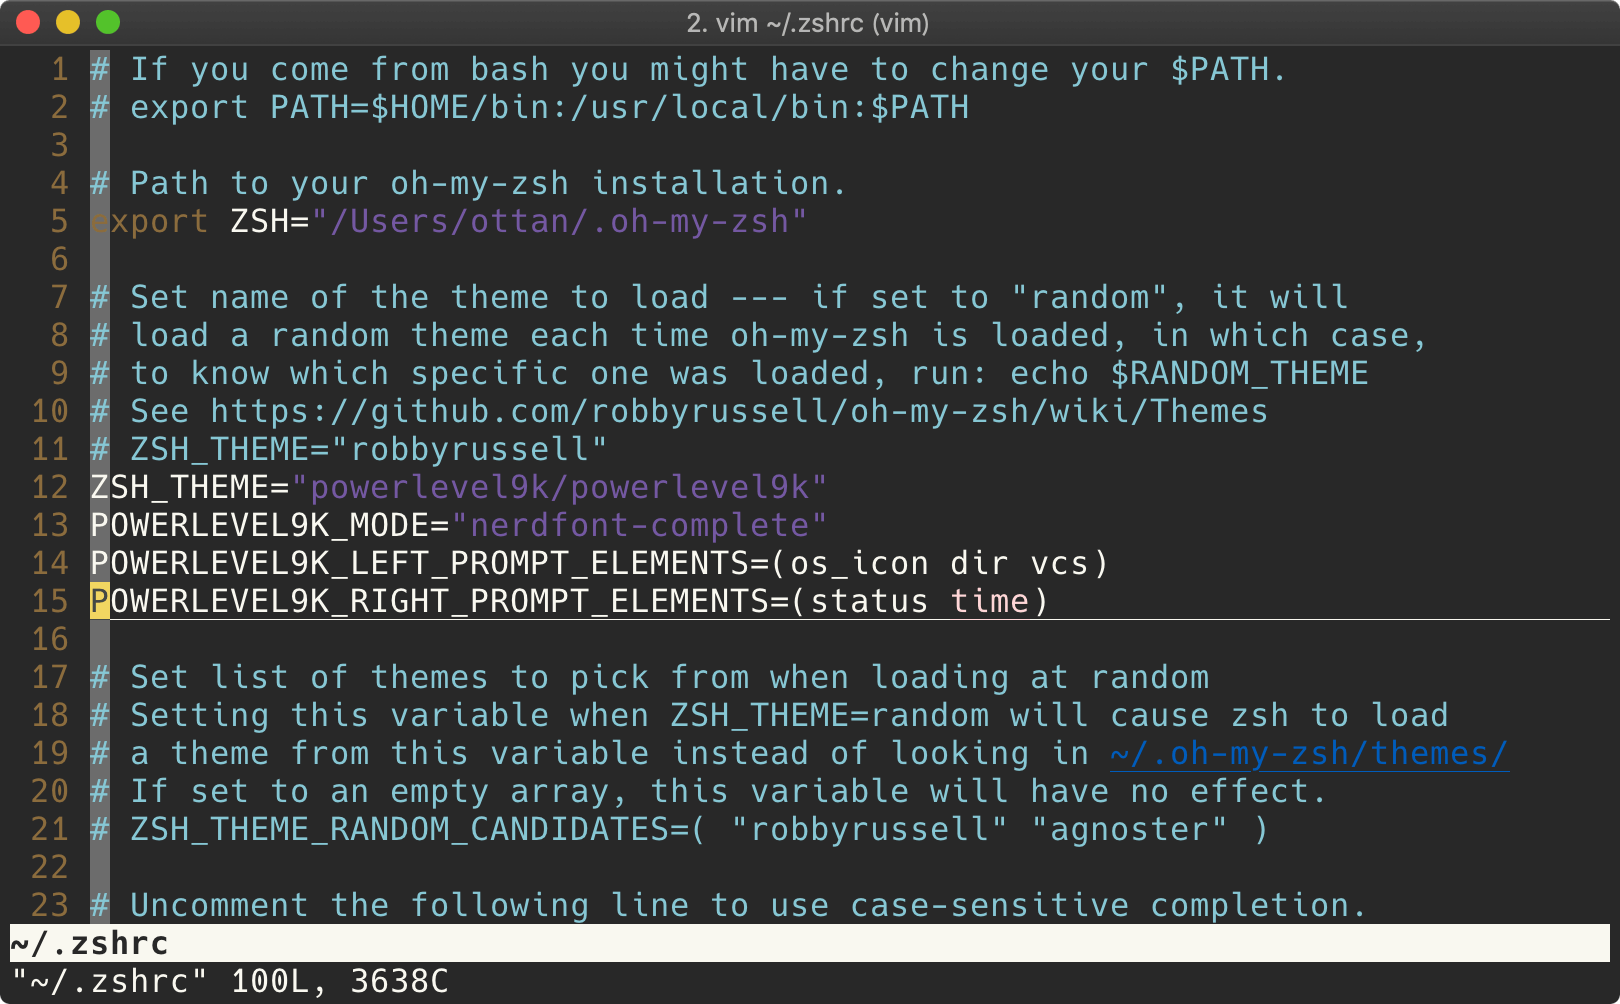 2. vim ~/.zshrc (vim)
1 # If you come from bash you might have to change your $PATH.
2 # export PATH=$HOME/bin:/usr/local/bin:$PATH
3
4 # Path to your oh-my-zsh installation.
5 export ZSH="/Users/ottan/.oh-my-zsh"
6
7 # Set name of the theme to load --- if set to "random", it will
8 # load a random theme each time oh-my-zsh is loaded, in which case,
9 # to know which specific one was loaded, run: echo $RANDOM_THEME
10 # See https://github.com/robbyrussell/oh-my-zsh/wiki/Themes
11 # ZSH_THEME="robbyrussell"
12 ZSH_THEME="powerlevel9k/powerlevel9k"
13 POWERLEVEL9K_MODE="nerdfont-complete"
14 POWERLEVEL9K_LEFT_PROMPT_ELEMENTS=(os_icon dir vcs)
15 POWERLEVEL9K_RIGHT_PROMPT_ELEMENTS=(status time)
16
17 # Set list of themes to pick from when loading at random
18 # Setting this variable when ZSH_THEME=random will cause zsh to load
19 # a theme from this variable instead of looking in ~/.oh-my-zsh/themes/
20 # If set to an empty array, this variable will have no effect.
21 # ZSH_THEME_RANDOM_CANDIDATES=( "robbyrussell" "agnoster" )
22
23 # Uncomment the following line to use case-sensitive completion.
~/.zshrc
"~/.zshrc" 100L, 3638C